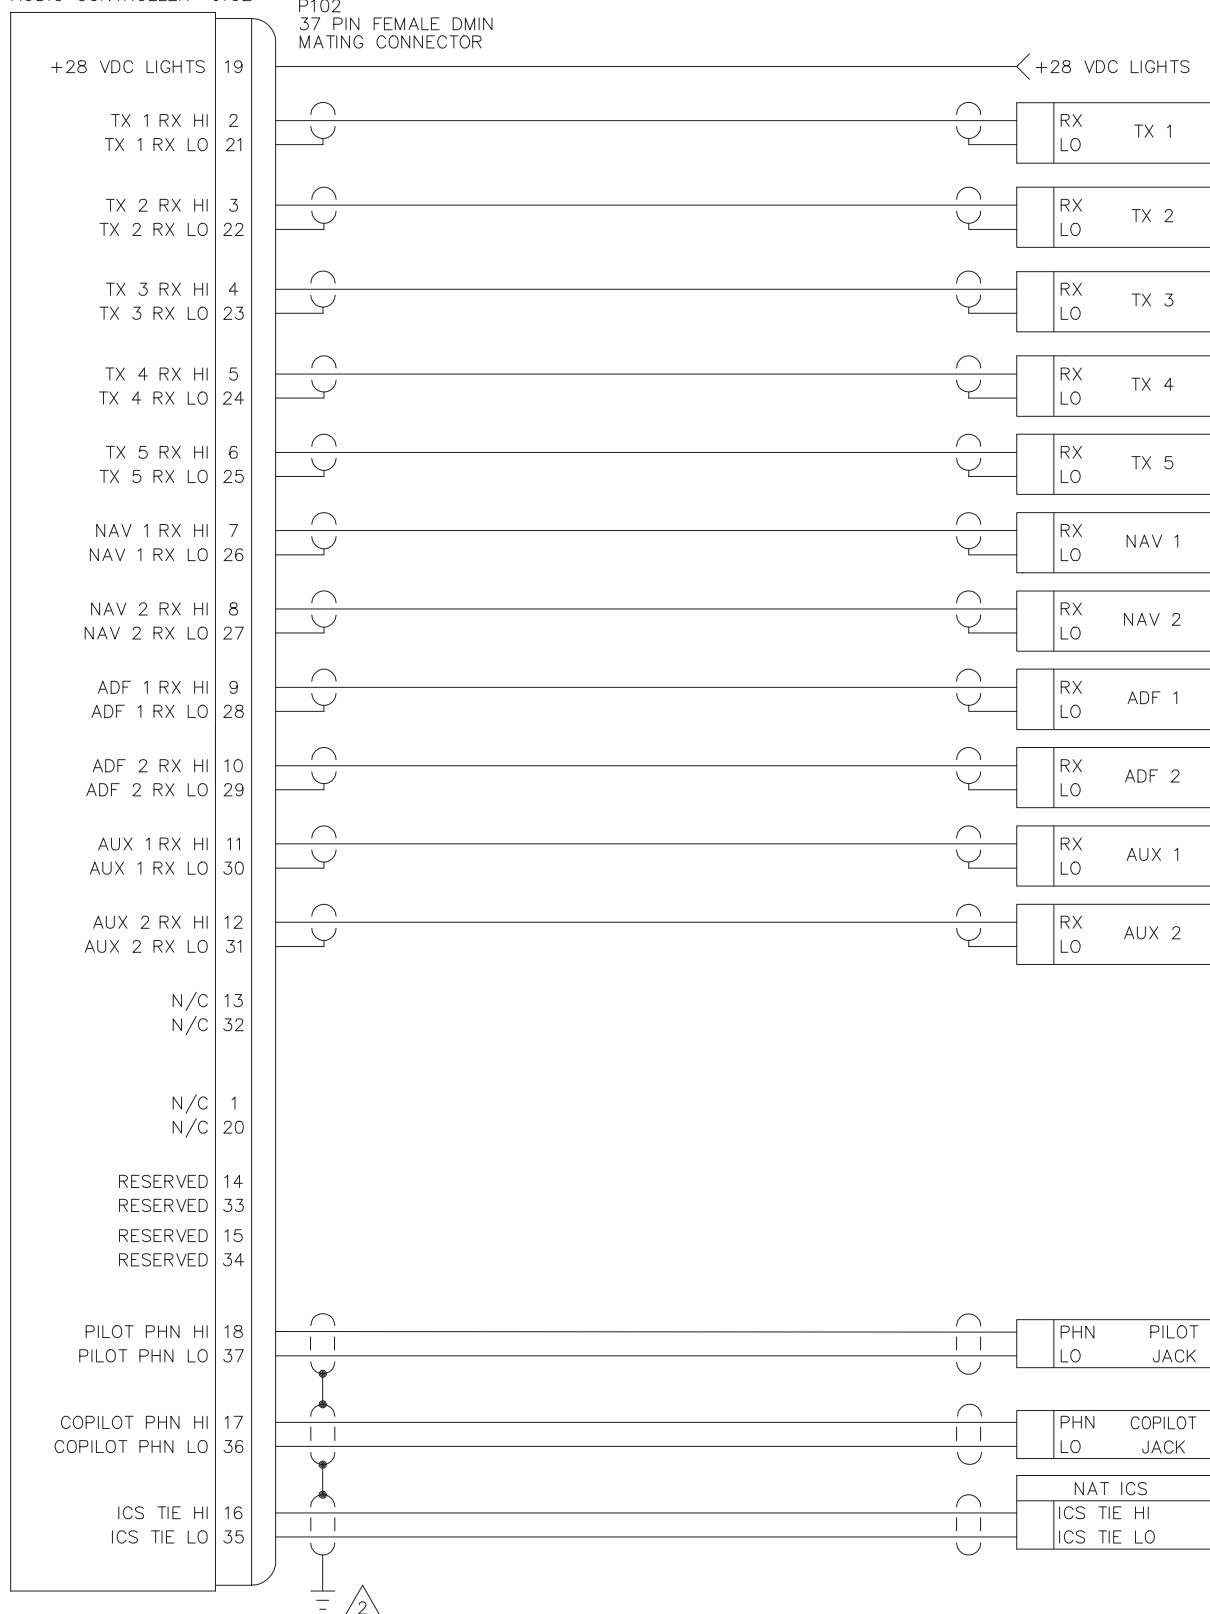 P102
37 PIN FEMALE DMIN
MATING CONNECTOR
+28 VDC LIGHTS 19 +28 VDC LIGHTS
TX 1 RX HI 2 RX TX 1
TX 1 RX LO 21 LO
TX 2 RX HI 3 RX TX 2
TX 2 RX LO 22 LO
TX 3 RX HI 4 RX TX 3
TX 3 RX LO 23 LO
TX 4 RX HI 5 RX TX 4
TX 4 RX LO 24 LO
TX 5 RX HI 6 RX TX 5
TX 5 RX LO 25 LO
NAV 1 RX HI 7 RX NAV 1
NAV 1 RX LO 26 LO
NAV 2 RX HI 8 RX NAV 2
NAV 2 RX LO 27 LO
ADF 1 RX HI 9 RX ADF 1
ADF 1 RX LO 28 LO
ADF 2 RX HI 10 RX ADF 2
ADF 2 RX LO 29 LO
AUX 1 RX HI 11 RX AUX 1
AUX 1 RX LO 30 LO
AUX 2 RX HI 12 RX AUX 2
AUX 2 RX LO 31 LO
N/C 13
N/C 32
N/C 1
N/C 20
RESERVED 14
RESERVED 33
RESERVED 15
RESERVED 34
PILOT PHN HI 18 PHN PILOT
PILOT PHN LO 37 LO JACK
COPILOT PHN HI 17 PHN COPILOT
COPILOT PHN LO 36 LO JACK
NAT ICS
ICS TIE HI 16 ICS TIE HI
ICS TIE LO 35 ICS TIE LO
2